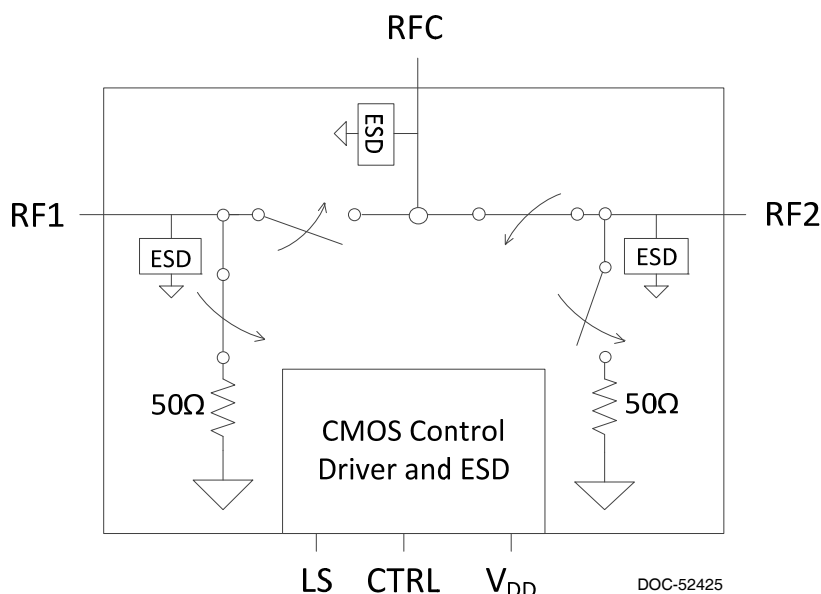 RFC
ESD
RF1
RF2
ESD
ESD
50Ω
50Ω
CMOS Control
Driver and ESD
LS
CTRL
VDD
DOC-52425